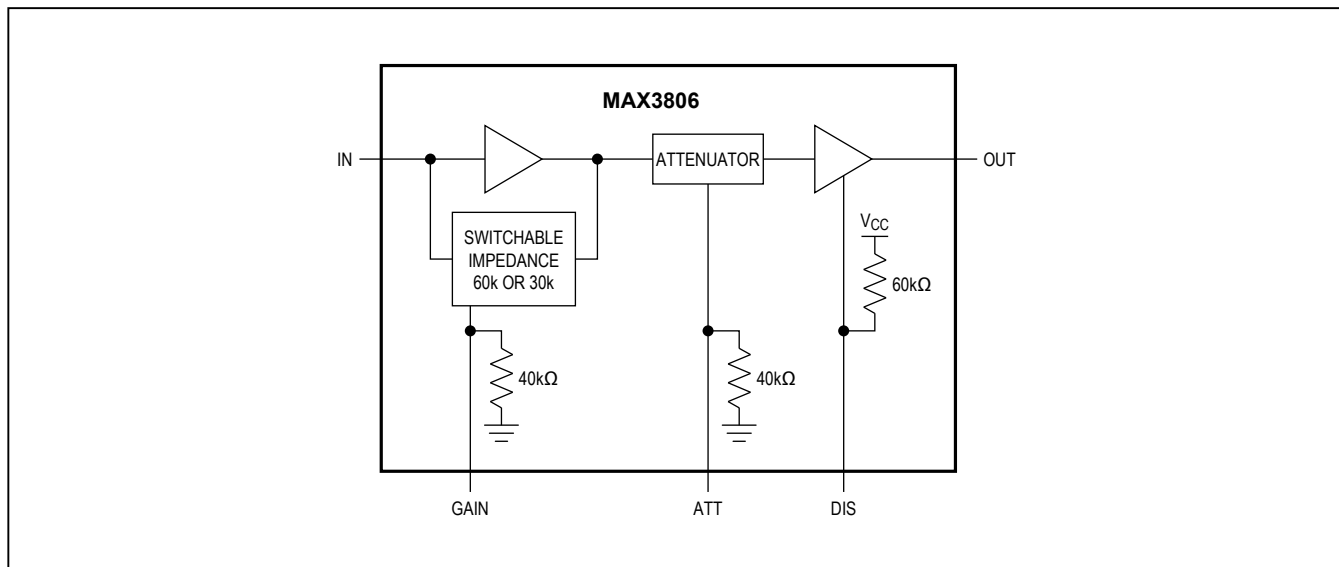 MAX3806
IN
ATTENUATOR
OUT
VCC
SWITCHABLE
IMPEDANCE
60k OR 30k
60kΩ
40kΩ
40kΩ
GAIN
ATT
DIS